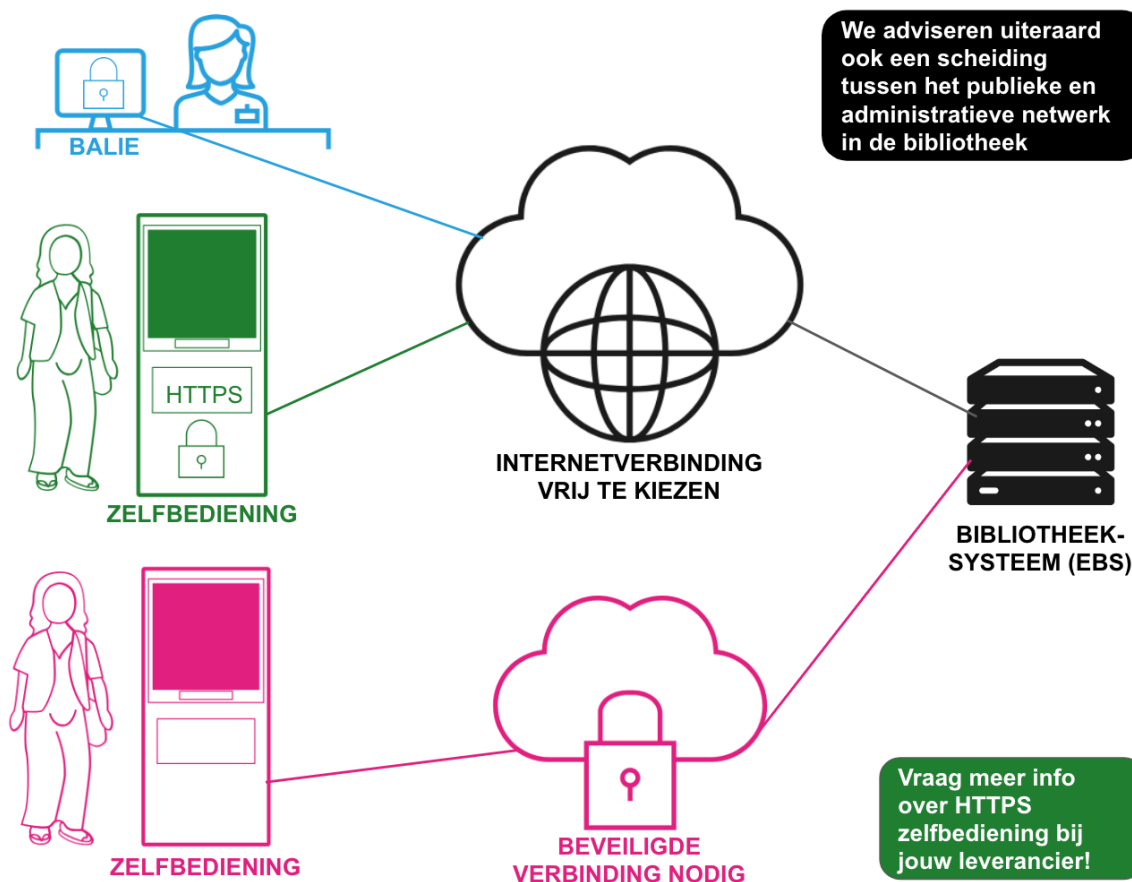 We adviseren uiteraard
ook een scheiding
tussen het publieke en
administratieve netwerk
in de bibliotheek
BALIE
HTTPS
ZELFBEDIENING
INTERNETVERBINDING
VRIJ TE KIEZEN
BIBLIOTHEEK-
SYSTEEM (EBS)
ZELFBEDIENING
BEVEILIGDE
VERBINDING NODIG
Vraag meer info
over HTTPS
zelfbediening bij
jouw leverancier!